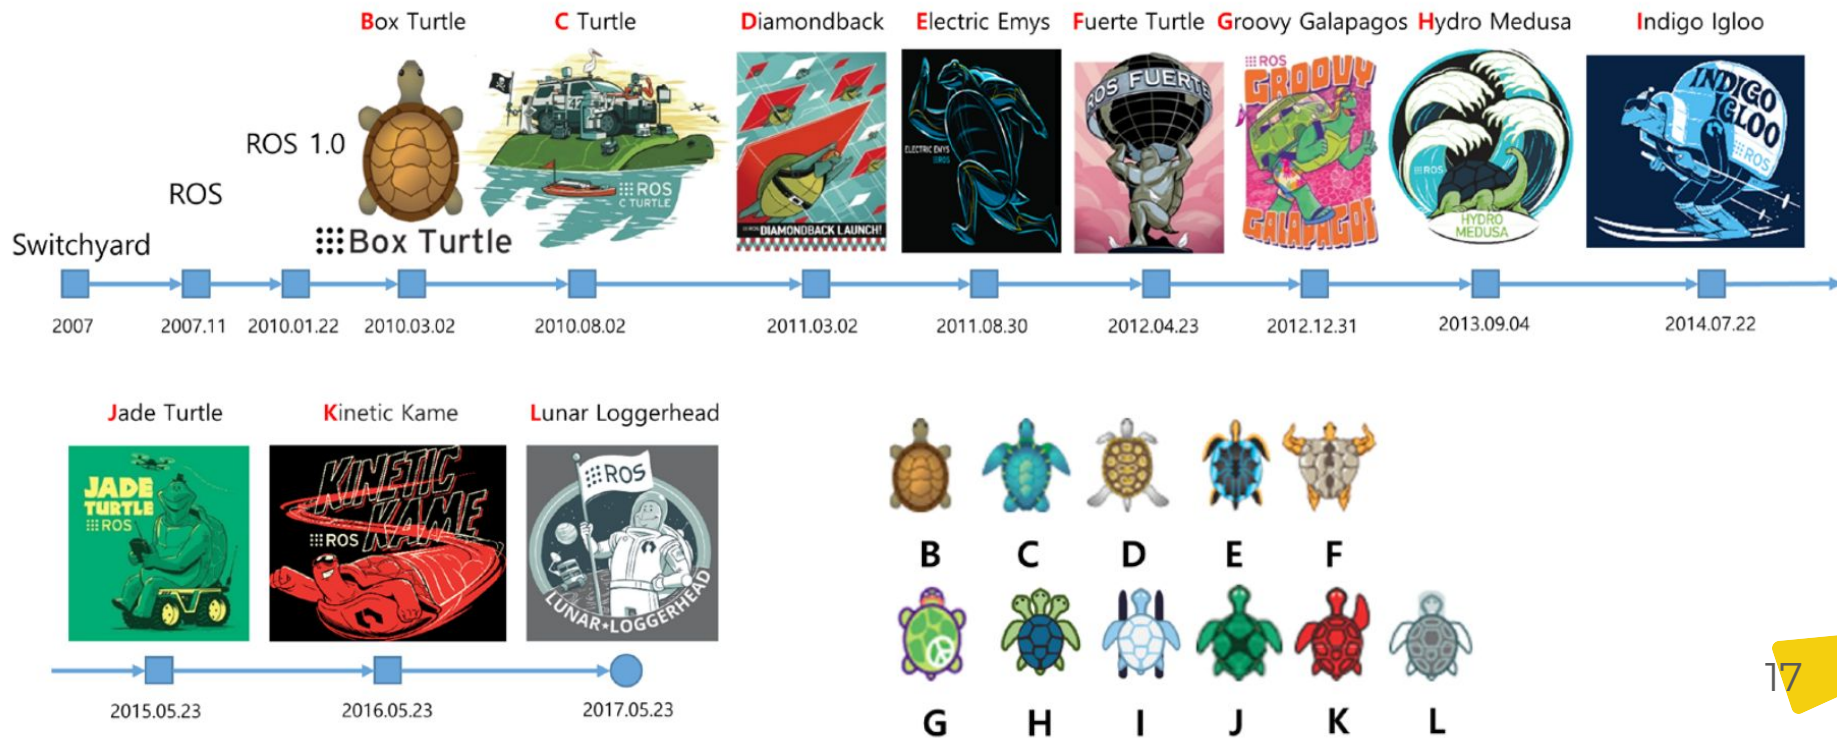 Box Turtle
C Turtle
Diamondback
Electric Emys
Fuerte Turtle
Groovy Galapagos
Hydro Medusa
Indigo Igloo
ROS 1.0
ROS
Switchyard
Box Turtle
ROS
C TURTLE
DIAMONDBACK LAUNCH!
ELECTRIC EMYS
ROS
ROS FUERTE
ROS
GROOVY
GALAPAGOS
ROS
HYDRO
MEDUSA
INDIGO
IGLOO
ROS
2007
2007.11
2010.01.22
2010.03.02
2010.08.02
2011.03.02
2011.08.30
2012.04.23
2012.12.31
2013.09.04
2014.07.22
Jade Turtle
Kinetic Kame
Lunar Loggerhead
JADE
TURTLE
ROS
KINETIC
KAME
ROS
ROS
LUNAR★LOGGERHEAD
2015.05.23
2016.05.23
2017.05.23
B
C
D
E
F
G
H
I
J
K
L
17